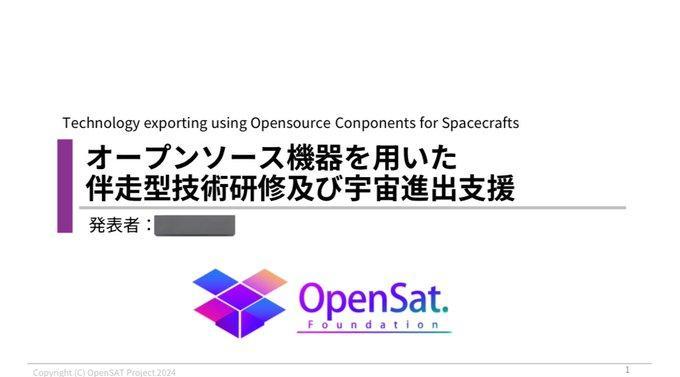 Technology exporting using Opensource Conponents for Spacecrafts
オープンソース機器を用いた
伴走型技術研修及び宇宙進出支援
発表者：
OpenSat.
Foundation
Copyright (C) OpenSAT Project 2024
1